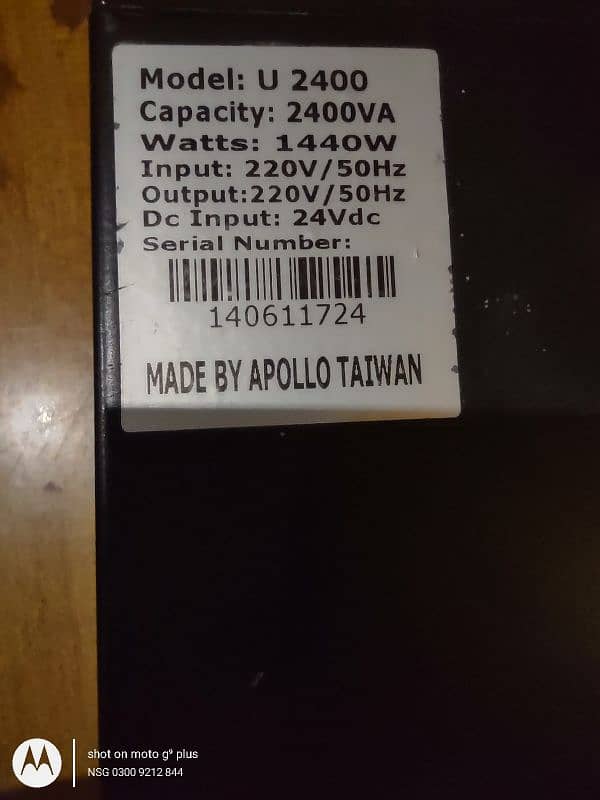 Model: U 2400
Capacity: 2400VA
Watts: 1440W
Input: 220V/50Hz
Output:220V/50Hz
Dc Input: 24Vdc
Serial Number:
140611724
MADE BY APOLLO TAIWAN
shot on moto g⁹ plus
NSG 0300 9212 844